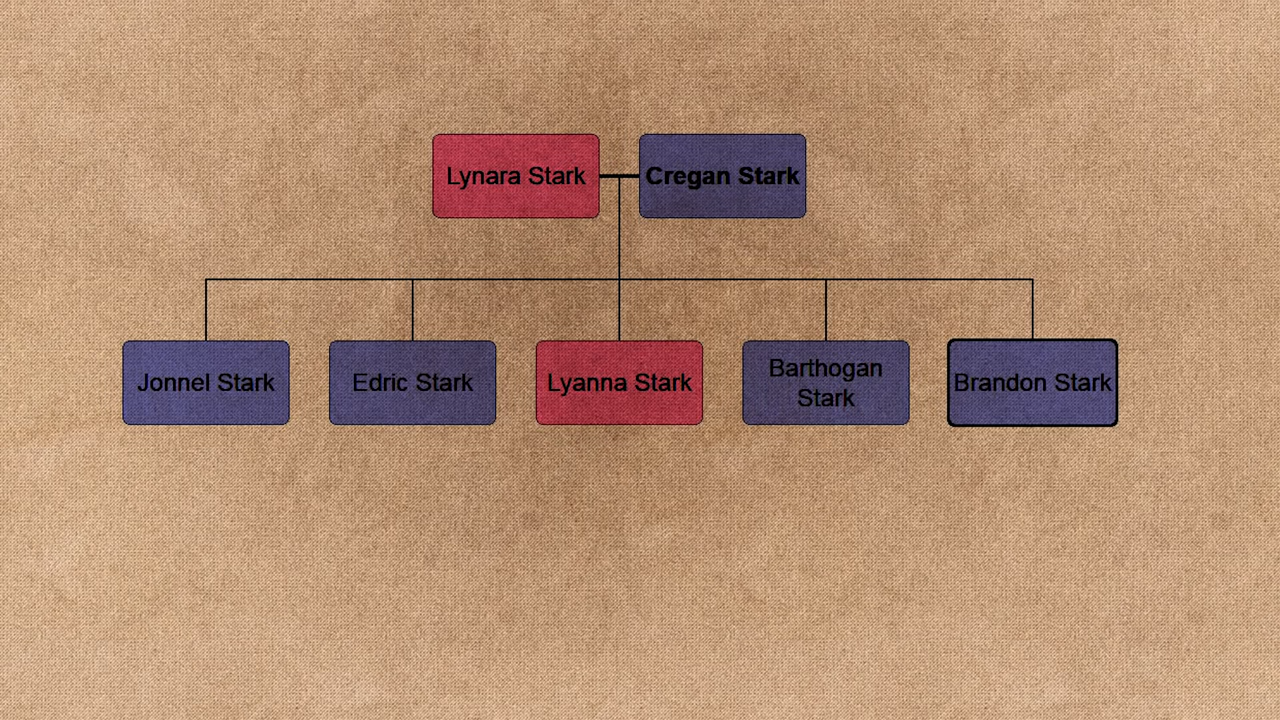 Lynara Stark
Cregan Stark
Jonnel Stark
Edric Stark
Lyanna Stark
Barthogan
Stark
Brandon Stark